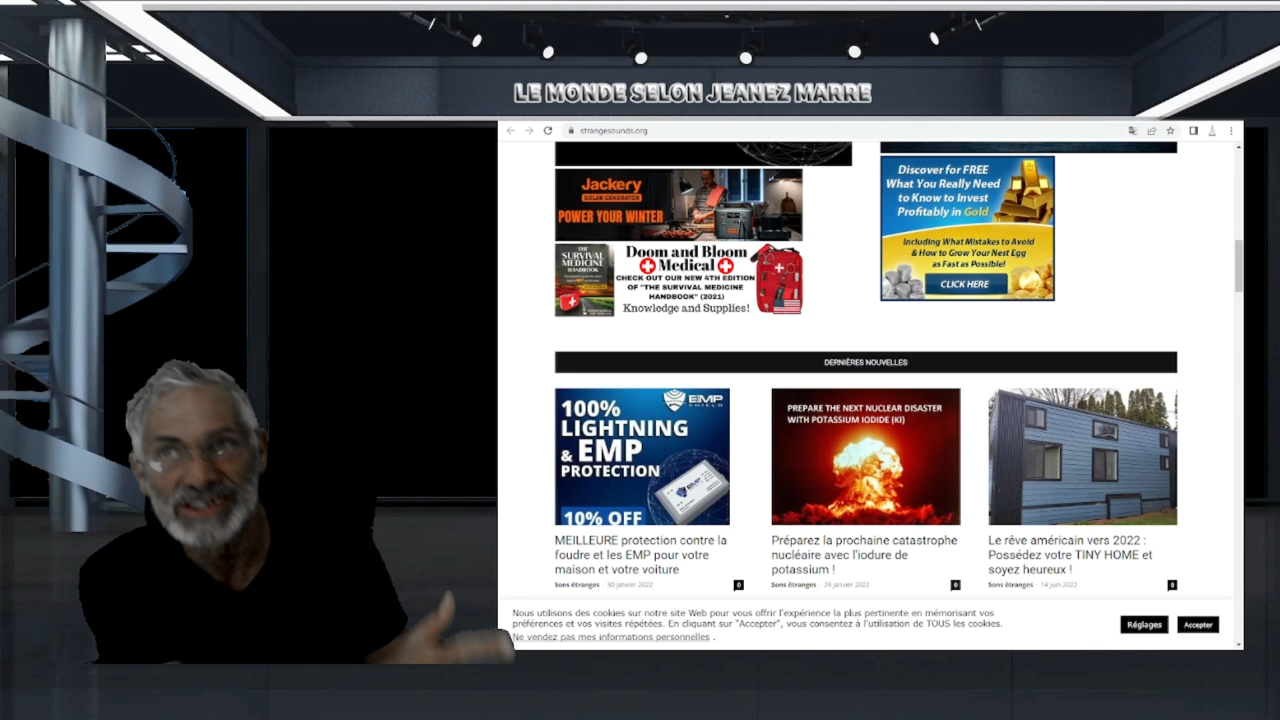 LE MONDE SELON JEANEZ MARRE
strangesounds.org
Jackery
SOLAR GENERATOR
POWER YOUR WINTER
THE
SURVIVAL
MEDICINE
HANDBOOK
Doom and Bloom
Medical
CHECK OUT OUR NEW 4TH EDITION
OF "THE SURVIVAL MEDICINE
HANDBOOK" (2021)
Knowledge and Supplies!
Discover for FREE
What You Really Need
to Know to Invest
Profitably in Gold
Including What Mistakes to Avoid
& How to Grow Your Nest Egg
as Fast as Possible!
CLICK HERE
DERNIÈRES NOUVELLES
EMP
SHIELD
100%
LIGHTNING
& EMP
PROTECTION
10% OFF
MEILLEURE protection contre la
foudre et les EMP pour votre
maison et votre voiture
Sons étranges - 30 janvier 2022
0
PREPARE THE NEXT NUCLEAR DISASTER
WITH POTASSIUM IODIDE (KI)
Préparez la prochaine catastrophe
nucléaire avec l'iodure de
potassium !
Sons étranges - 29 janvier 2022
0
Le rêve américain vers 2022 :
Possédez votre TINY HOME et
soyez heureux !
Sons étranges - 14 juin 2022
0
Nous utilisons des cookies sur notre site Web pour vous offrir l'expérience la plus pertinente en mémorisant vos
préférences et vos visites répétées. En cliquant sur "Accepter", vous consentez à l'utilisation de TOUS les cookies.
Ne vendez pas mes informations personnelles .
Réglages
Accepter